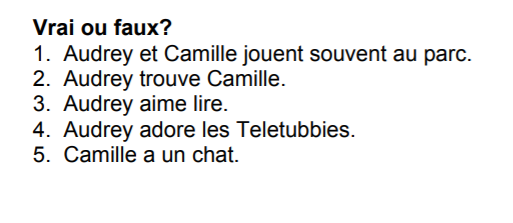 Vrai ou faux?
1. Audrey et Camille jouent souvent au parc.
2. Audrey trouve Camille.
3. Audrey aime lire.
4. Audrey adore les Teletubbies.
5. Camille a un chat.